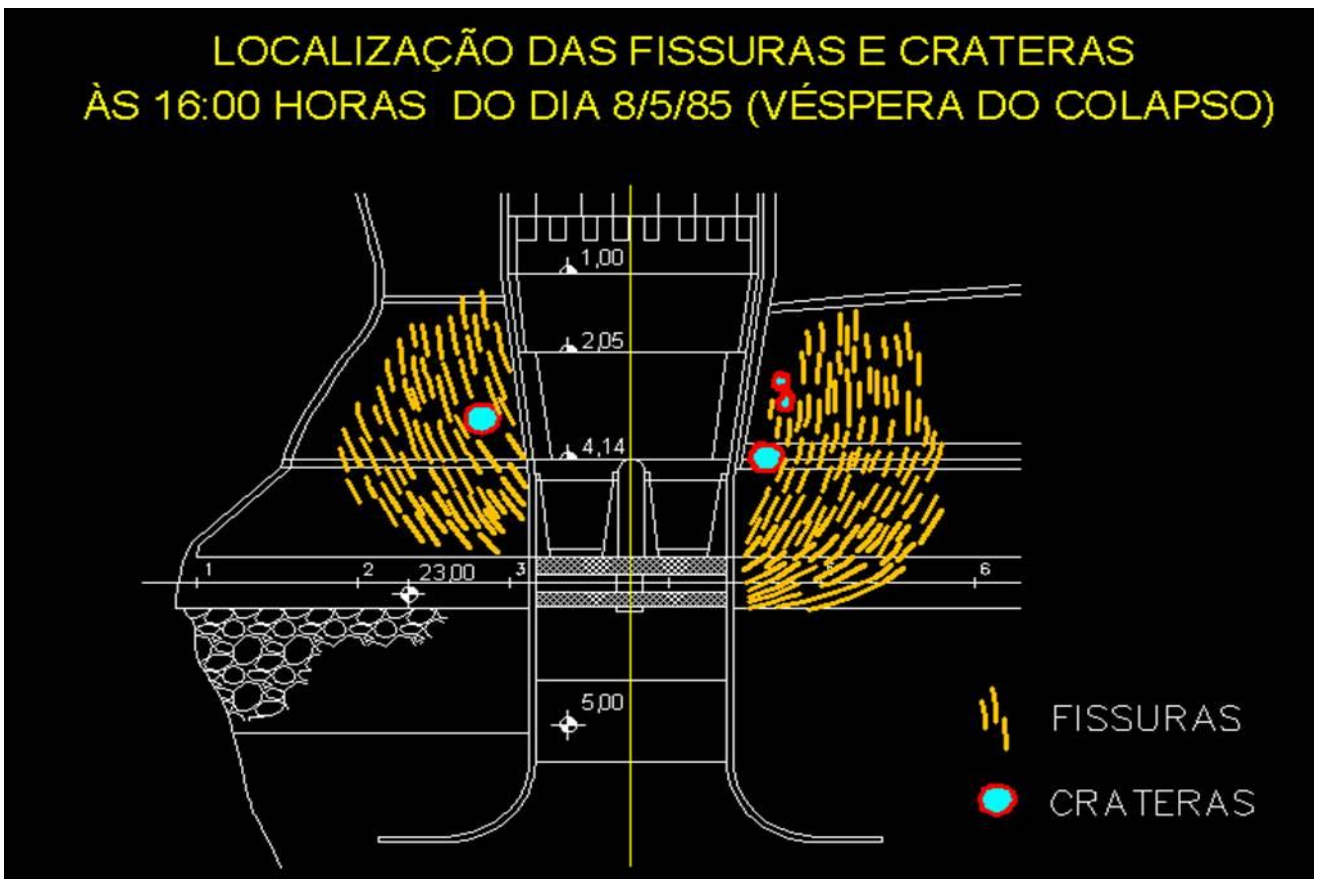 LOCALIZAÇÃO DAS FISSURAS E CRATERAS
ÀS 16:00 HORAS DO DIA 8/5/85 (VÉSPERA DO COLAPSO)
1,00
2,05
4,14
1 2 23,00 3 5 6
5,00
FISSURAS
CRATERAS